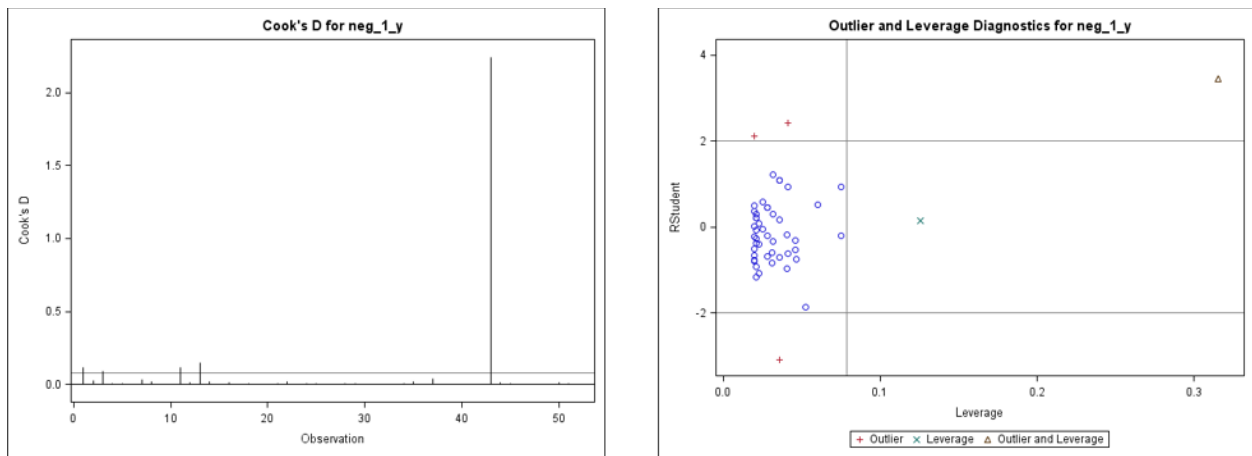 Cook's D for neg_1_y
2.0
1.5
1.0
0.5
0.0
Cook's D
0
10
20
30
40
50
Observation
Outlier and Leverage Diagnostics for neg_1_y
4
2
0
-2
RStudent
0.0
0.1
0.2
0.3
Leverage
+ Outlier × Leverage △ Outlier and Leverage